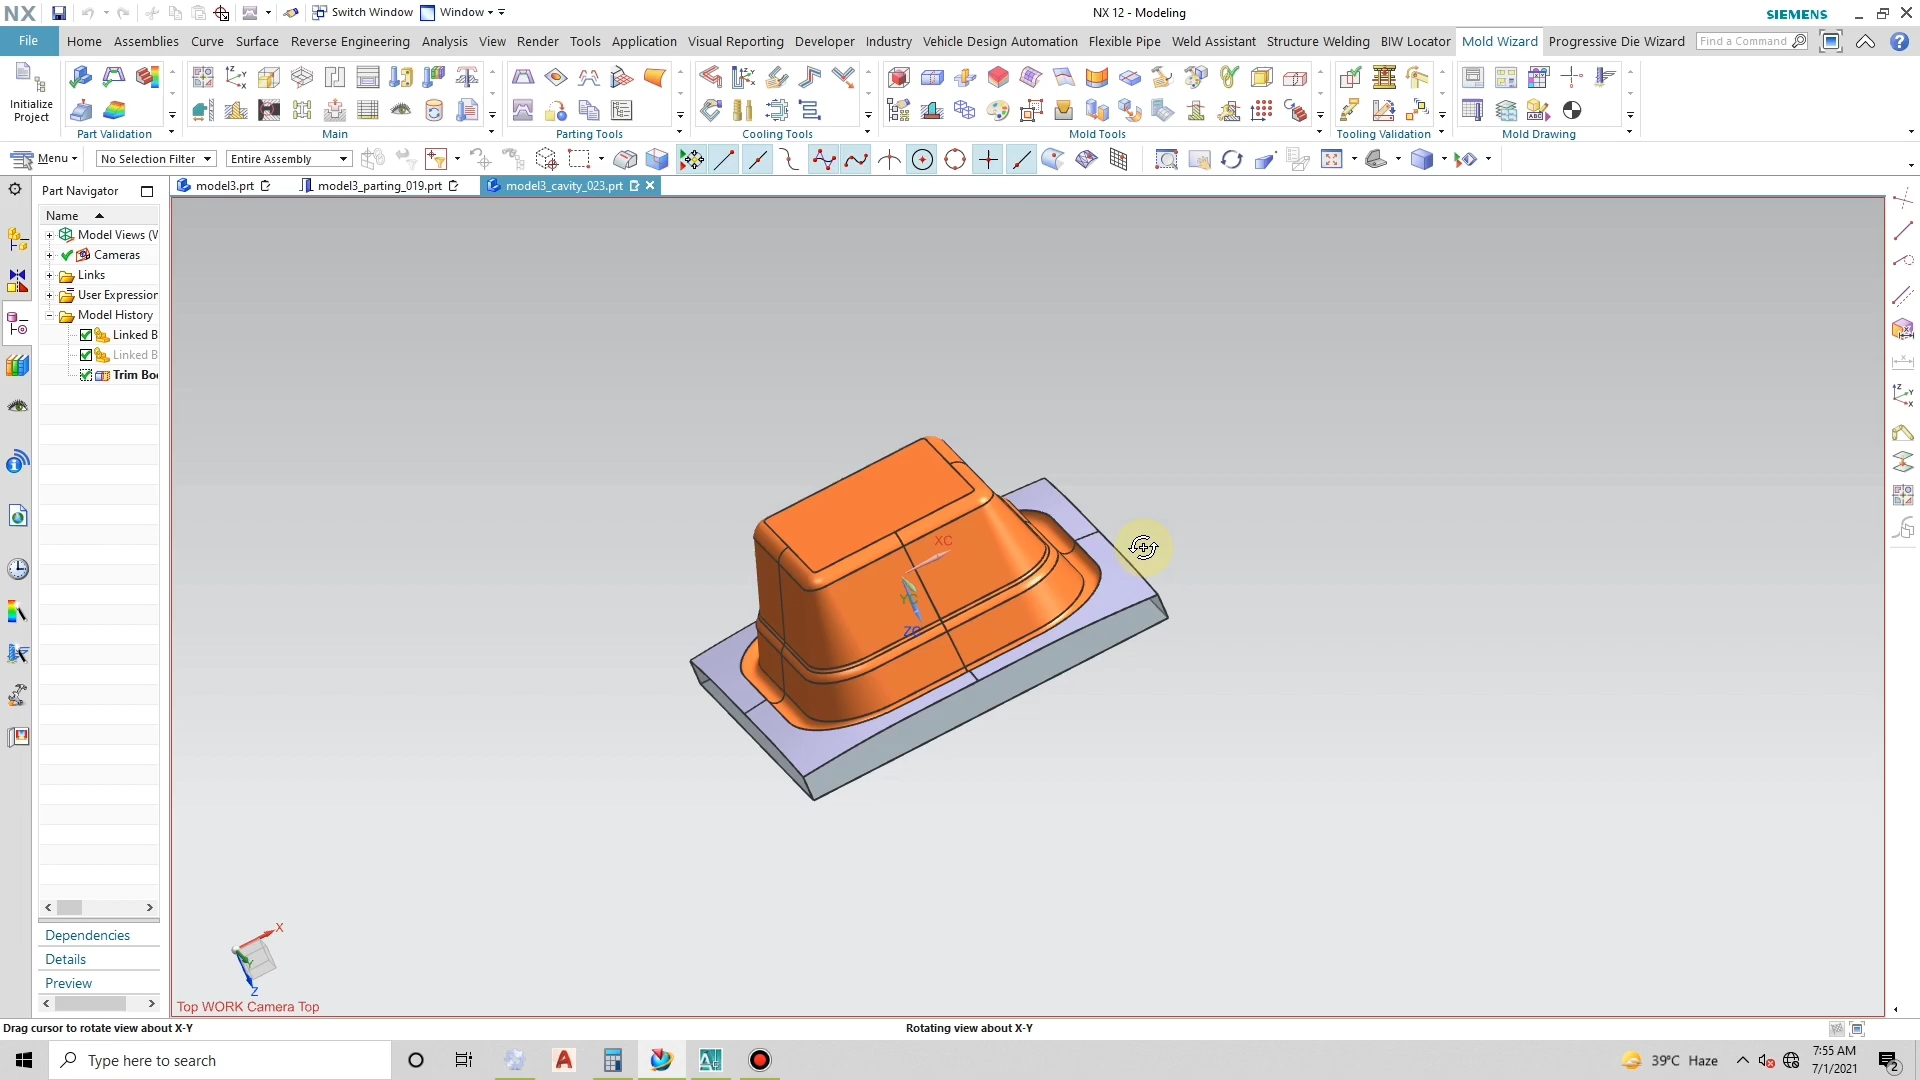 NX
Switch Window
Window
NX 12 - Modeling
SIEMENS
File
Home
Assemblies
Curve
Surface
Reverse Engineering
Analysis
View
Render
Tools
Application
Visual Reporting
Developer
Industry
Vehicle Design Automation
Flexible Pipe
Weld Assistant
Structure Welding
BIW Locator
Mold Wizard
Progressive Die Wizard
Find a Command
Initialize
Project
Part Validation
Main
Parting Tools
Cooling Tools
Mold Tools
Tooling Validation
Mold Drawing
Menu
No Selection Filter
Entire Assembly
Part Navigator
model3.prt
model3_parting_019.prt
model3_cavity_023.prt
Name
Model Views (W
Cameras
Links
User Expression
Model History
Linked B
Linked B
Trim Bo
XC
YC
ZC
Dependencies
Details
Preview
X
Y
Z
Top WORK Camera Top
Drag cursor to rotate view about X-Y
Rotating view about X-Y
Type here to search
39°C Haze
7:55 AM
7/1/2021
2